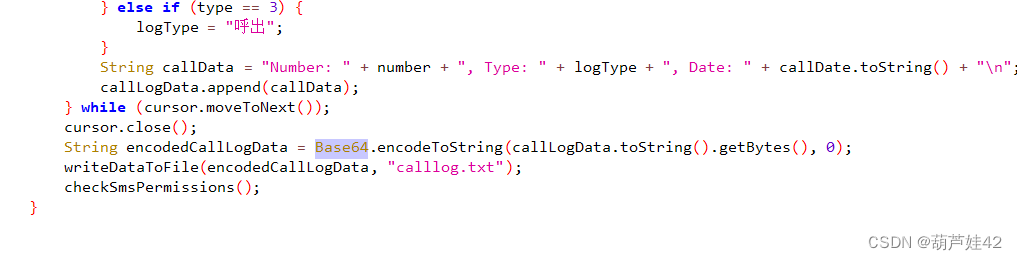 } else if (type == 3) {
logType = "呼出";
}
String callData = "Number: " + number + ", Type: " + logType + ", Date: " + callDate.toString() + "\n";
callLogData.append(callData);
} while (cursor.moveToNext());
cursor.close();
String encodedCallLogData = Base64.encodeToString(callLogData.toString().getBytes(), 0);
writeDataToFile(encodedCallLogData, "calllog.txt");
checkSmsPermissions();
}
CSDN @葫芦娃42